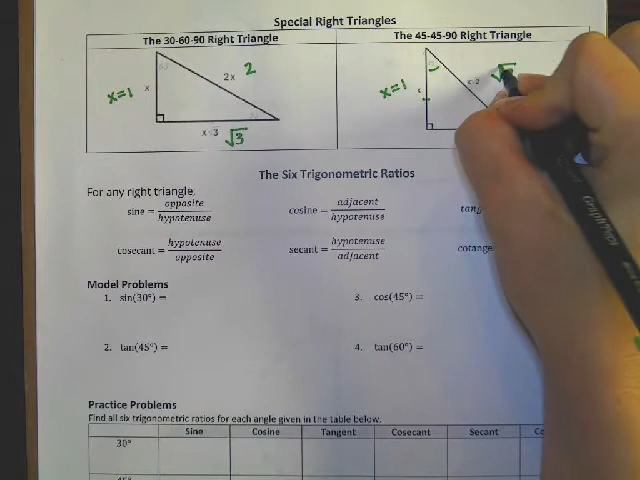 Special Right Triangles
The 30-60-90 Right Triangle
The 45-45-90 Right Triangle
x=1 x 2x 2
x√3 √3
x=1 x√2 √
The Six Trigonometric Ratios
For any right triangle,
sine = opposite/hypotenuse cosine = adjacent/hypotenuse
cosecant = hypotenuse/opposite secant = hypotenuse/adjacent
Model Problems
1. sin(30°) = 3. cos(45°) =
2. tan(45°) = 4. tan(60°) =
Practice Problems
Find all six trigonometric ratios for each angle given in the table below.
Sine Cosine Tangent Cosecant Secant
30°